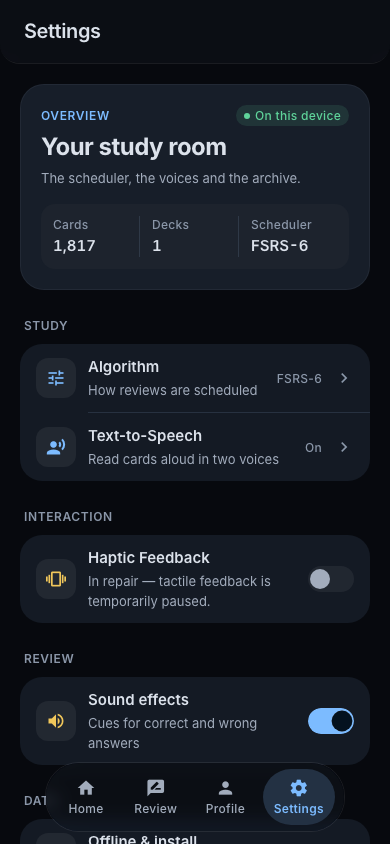 Settings
OVERVIEW
On this device
Your study room
The scheduler, the voices and the archive.
Cards Decks Scheduler
1,817 1 FSRS-6
STUDY
Algorithm
How reviews are scheduled
FSRS-6
Text-to-Speech
Read cards aloud in two voices
On
INTERACTION
Haptic Feedback
In repair — tactile feedback is
temporarily paused.
REVIEW
Sound effects
Cues for correct and wrong
answers
DAT
Offline & install
Home Review Profile Settings